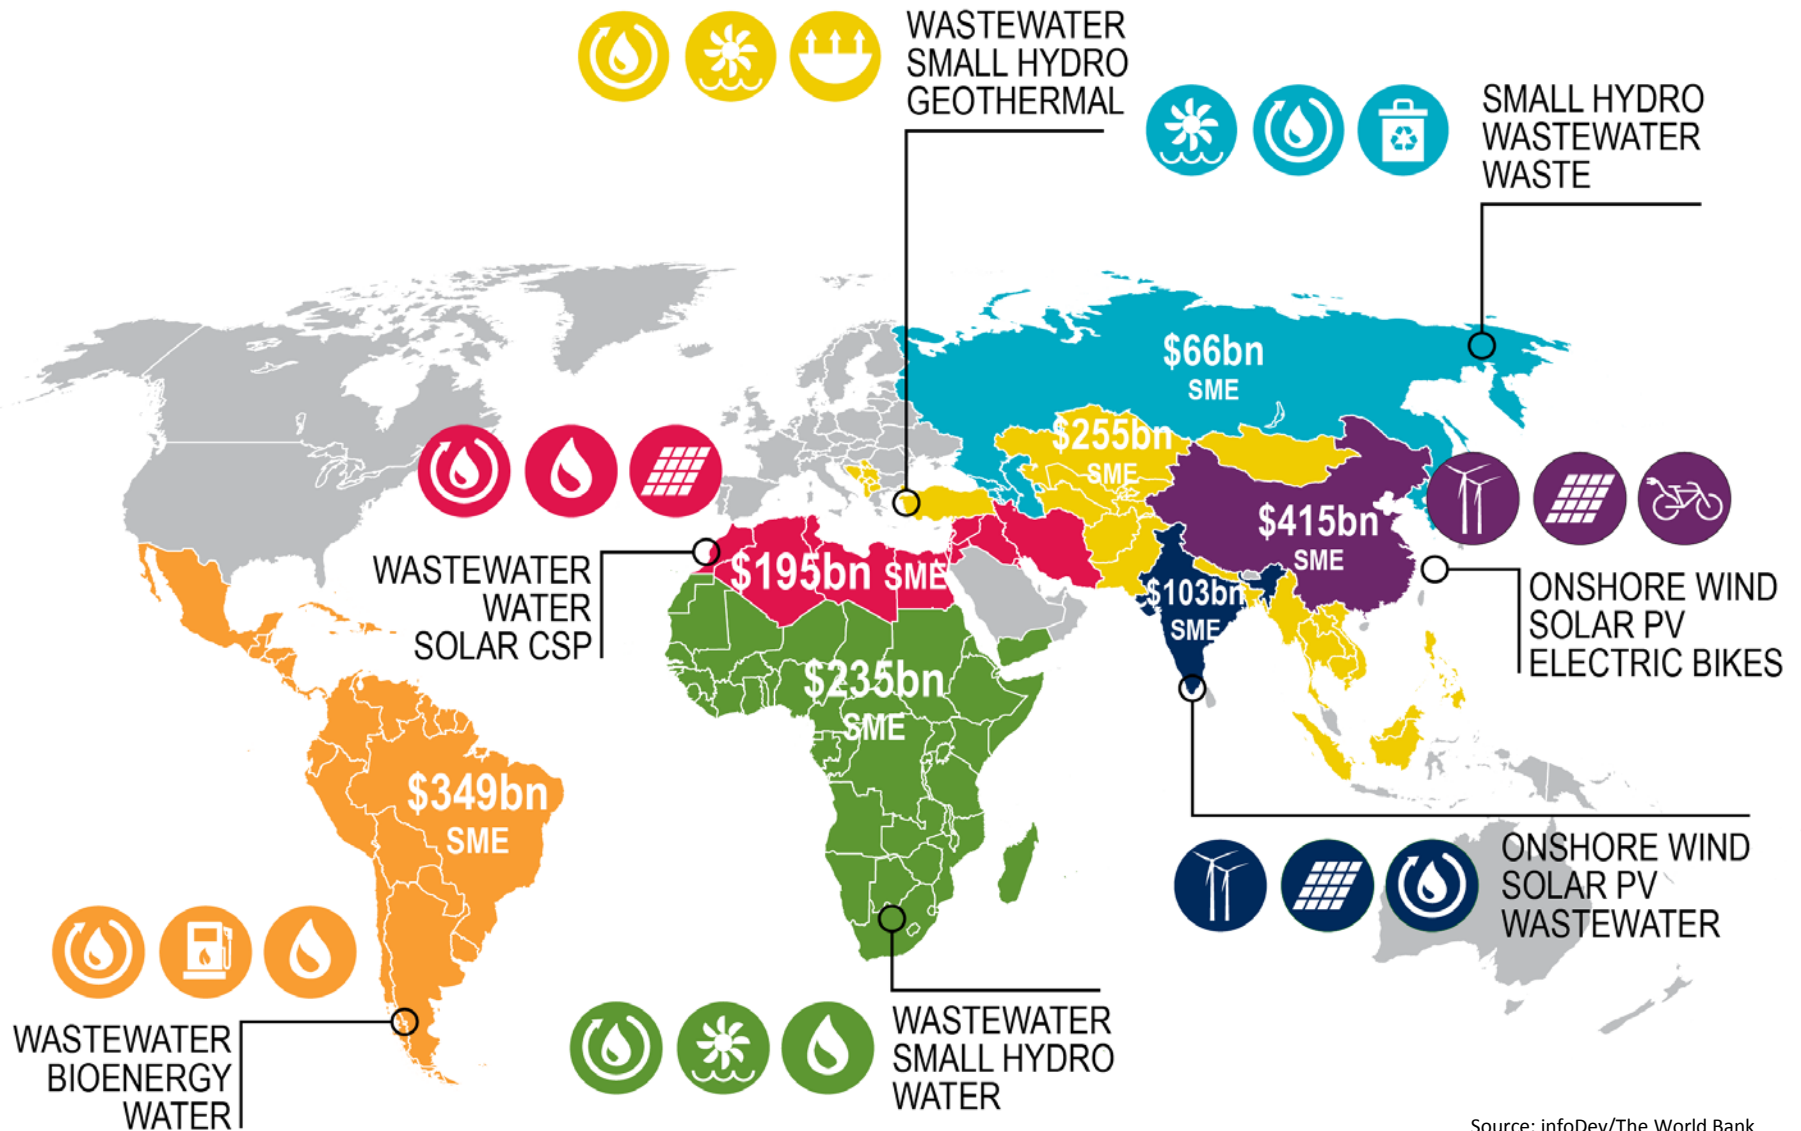 WASTEWATER
SMALL HYDRO
GEOTHERMAL
SMALL HYDRO
WASTEWATER
WASTE
$66bn
SME
$255bn
SME
$415bn
SME
ONSHORE WIND
SOLAR PV
ELECTRIC BIKES
WASTEWATER
WATER
SOLAR CSP
$195bn SME
$103bn
SME
$235bn
SME
$349bn
SME
ONSHORE WIND
SOLAR PV
WASTEWATER
WASTEWATER
BIOENERGY
WATER
WASTEWATER
SMALL HYDRO
WATER
Source: infoDev/The World Bank